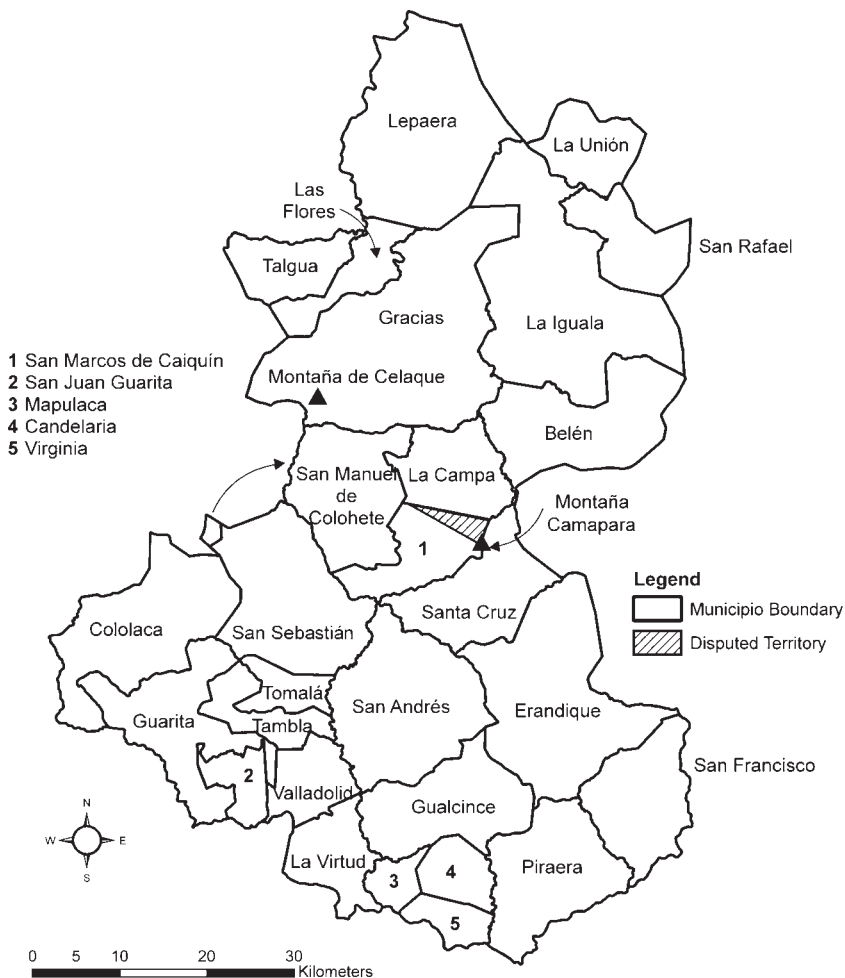 Lepaera
La Unión
Las
Flores
Talgua
San Rafael
Gracias
La Iguala
1 San Marcos de Caiquín
2 San Juan Guarita
3 Mapulaca
4 Candelaria
5 Virginia
Montaña de Celaque
Belén
San Manuel
de
Colohete
La Campa
Montaña
Camapara
1
Legend
Municipio Boundary
Disputed Territory
Santa Cruz
Cololaca
San Sebastián
Tomalá
San Andrés
Erandique
Guarita
Tambla
2
Valladolid
San Francisco
Gualcince
N
W
E
S
La Virtud
3
4
Piraera
5
0 5 10 20 30
Kilometers